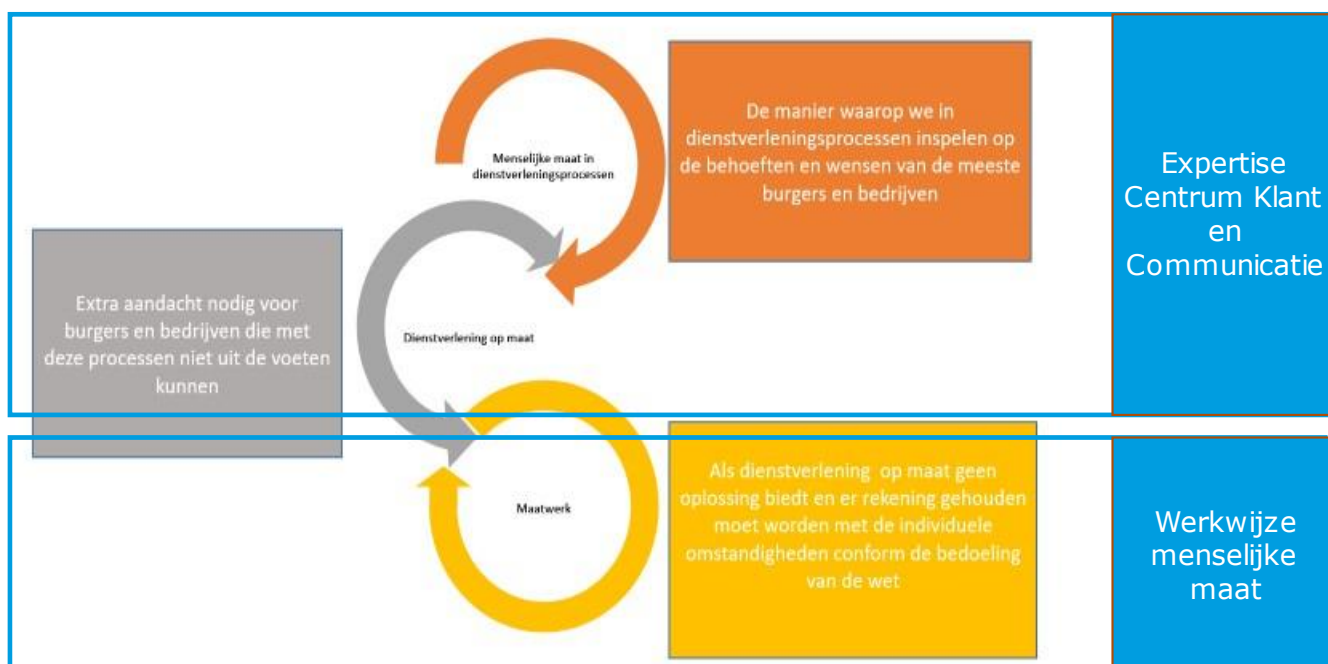 De manier waarop we in
dienstverleningsprocessen inspelen op
de behoeften en wensen van de meeste
burgers en bedrijven
Menselijke maat in
dienstverleningsprocessen
Expertise
Centrum Klant
en
Communicatie
Extra aandacht nodig voor
burgers en bedrijven die met
deze processen niet uit de voeten
kunnen
Dienstverlening op maat
Als dienstverlening op maat geen
oplossing biedt en er rekening gehouden
moet worden met de individuele
omstandigheden conform de bedoeling
van de wet
Maatwerk
Werkwijze
menselijke
maat